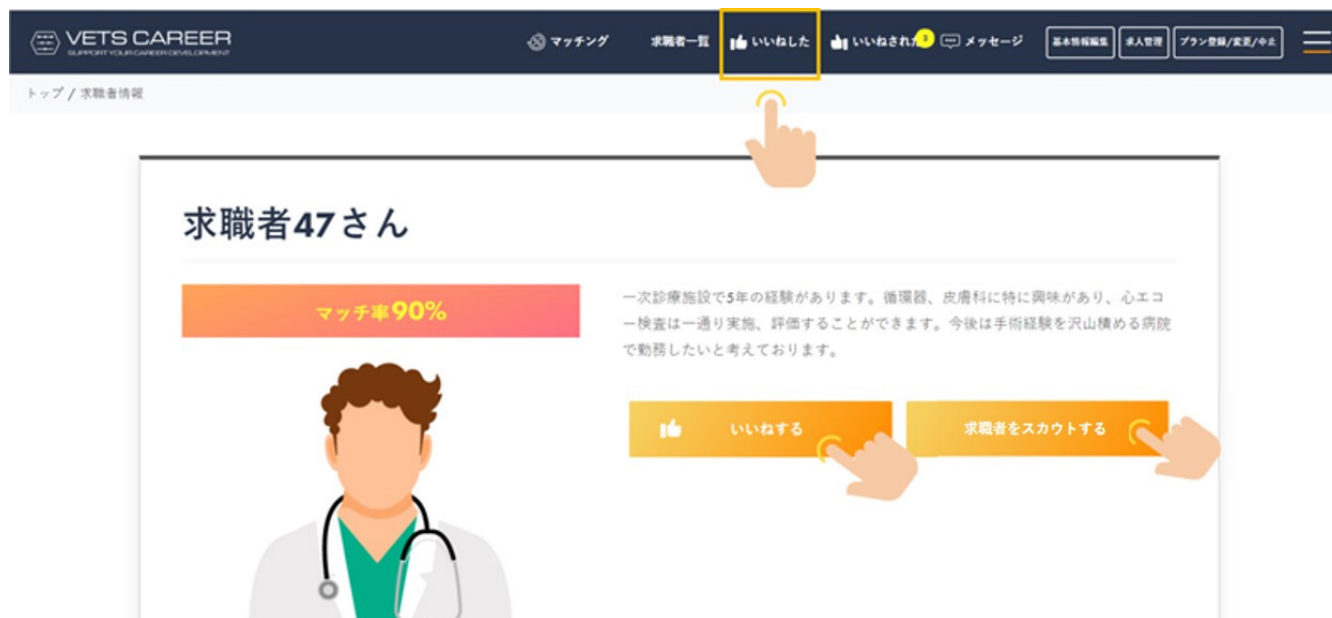 VETS CAREER
SUPPORT YOUR CAREER DEVELOPMENT
マッチング
求職者一覧
いいねした
いいねされた
3
メッセージ
基本情報編集
求人管理
プラン登録/変更/中止
トップ / 求職者情報
求職者47さん
マッチ率90%
一次診療施設で5年の経験があります。循環器、皮膚科に特に興味があり、心エコ
ー検査は一通り実施、評価することができます。今後は手術経験を沢山積める病院
で勤務したいと考えております。
いいねする
求職者をスカウトする